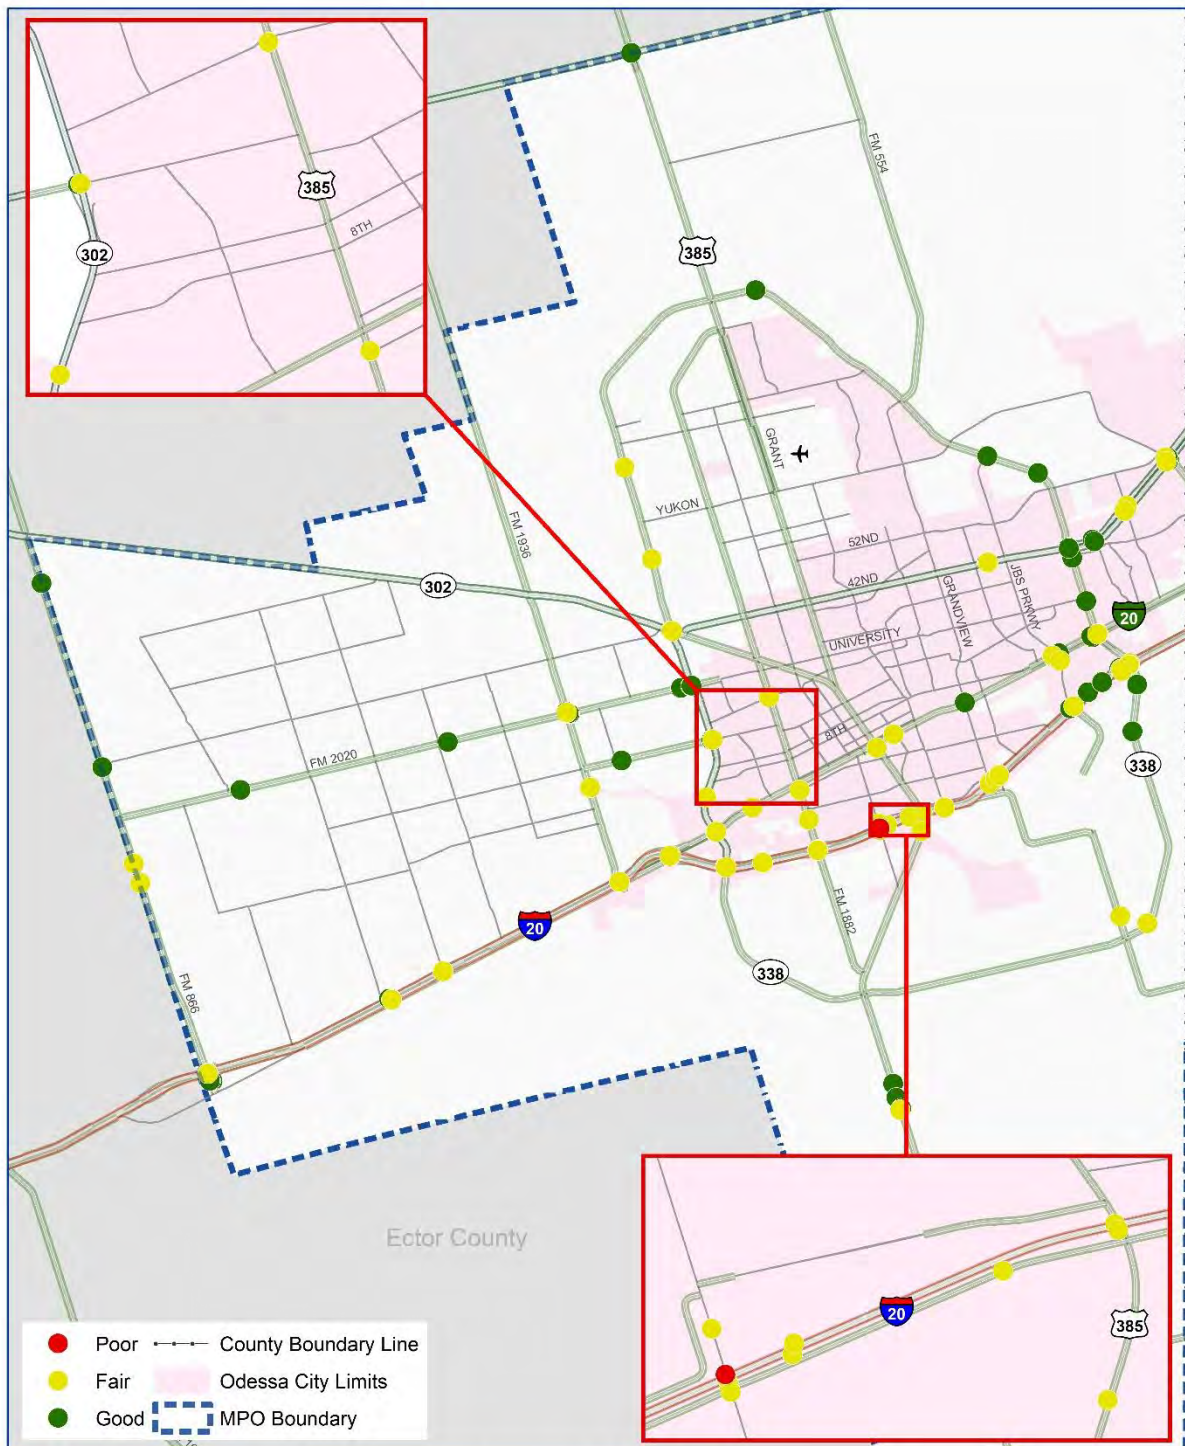 385
8TH
302
FM 554
385
GRANT
YUKON
FM 1936
52ND
42ND
302
JBS PRKWY
GRANDVIEW
20
UNIVERSITY
8TH
FM 2020
338
FM 1882
20
338
FM 866
Ector County
20
385
Poor
County Boundary Line
Fair
Odessa City Limits
Good
MPO Boundary